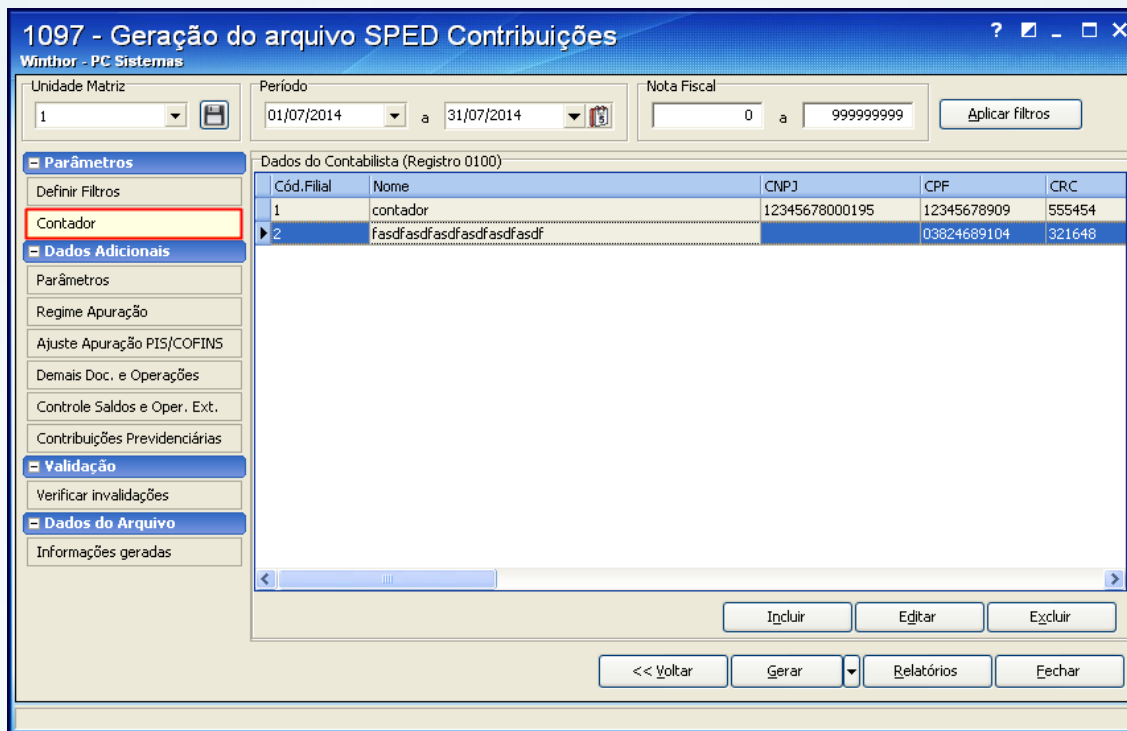 1097 - Geração do arquivo SPED Contribuições
Winthor - PC Sistemas
Unidade Matriz
1
Período
01/07/2014 a 31/07/2014
Nota Fiscal
0 a 999999999
Aplicar filtros
Parâmetros
Definir Filtros
Contador
Dados Adicionais
Parâmetros
Regime Apuração
Ajuste Apuração PIS/COFINS
Demais Doc. e Operações
Controle Saldos e Oper. Ext.
Contribuições Previdenciárias
Validação
Verificar invalidações
Dados do Arquivo
Informações geradas
Dados do Contabilista (Registro 0100)
Cód.Filial Nome CNPJ CPF CRC
1 contador 12345678000195 12345678909 555454
2 fasdfasdfasdfasdfasdfasdf 03824689104 321648
Incluir Editar Excluir
<< Voltar Gerar Relatórios Fechar